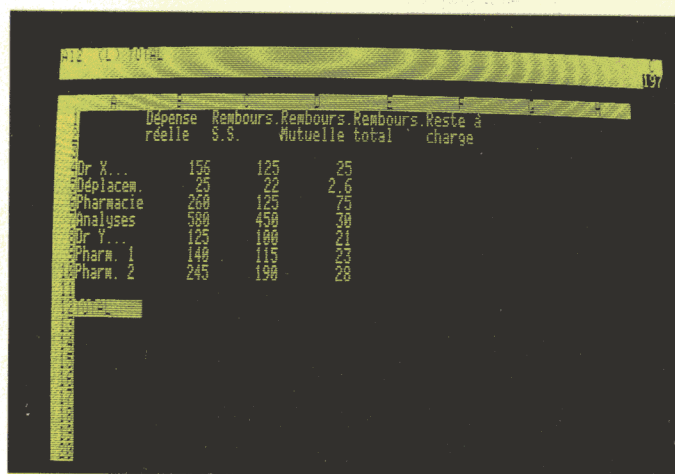 A12 (L) TOTAL
C
197
A B C D E F G H
Dépense Rembours.Rembours.Rembours.Reste à
réelle S.S. Mutuelle total charge
Dr X... 156 125 25
Déplacem. 25 22 2.6
Pharmacie 260 125 75
Analyses 580 450 30
Dr Y... 125 100 21
Pharm. 1 140 115 23
Pharm. 2 245 190 28
TOTAL